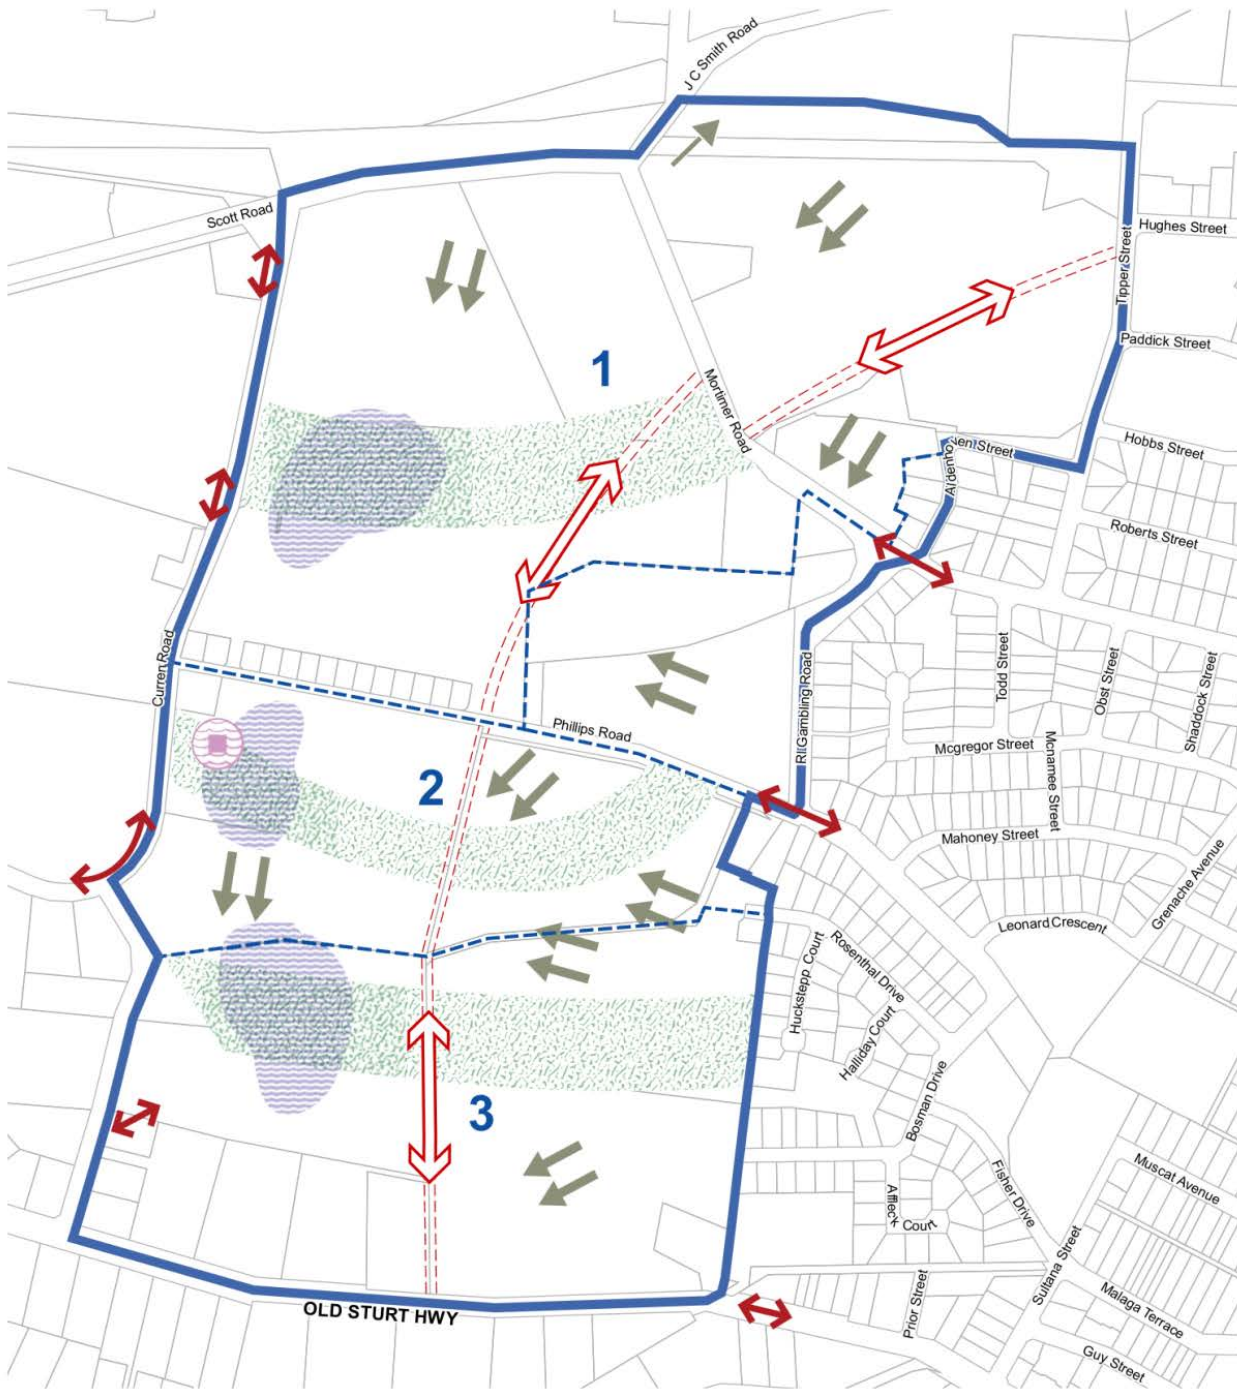 J C Smith Road
Scott Road
Hughes Street
Tipper Street
Paddick Street
1
Mortimer Road
Hobbs Street
Roberts Street
Curren Road
Phillips Road
Gambling Road
Todd Street
Obst Street
Shaddock Street
Mcgregor Street
Mcnamee Street
2
Mahoney Street
Grenache Avenue
Leonard Crescent
Rosenthal Drive
Huckstepp Court
Halliday Court
Bosman Drive
3
Fisher Drive
Muscat Avenue
Affleck Court
Sultana Street
Prior Street
Malaga Terrace
OLD STURT HWY
Guy Street